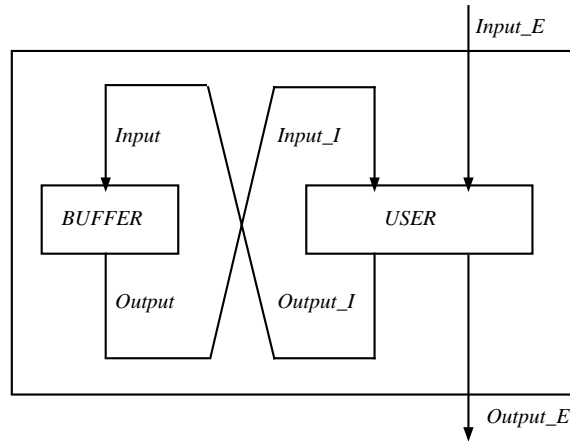 Input_E
Input
Input_I
BUFFER
USER
Output
Output_I
Output_E